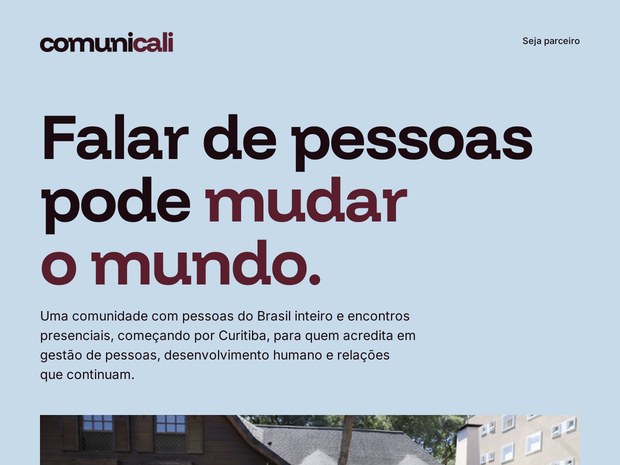 comunicali
Seja parceiro
Falar de pessoas
pode mudar
o mundo.
Uma comunidade com pessoas do Brasil inteiro e encontros
presenciais, começando por Curitiba, para quem acredita em
gestão de pessoas, desenvolvimento humano e relações
que continuam.